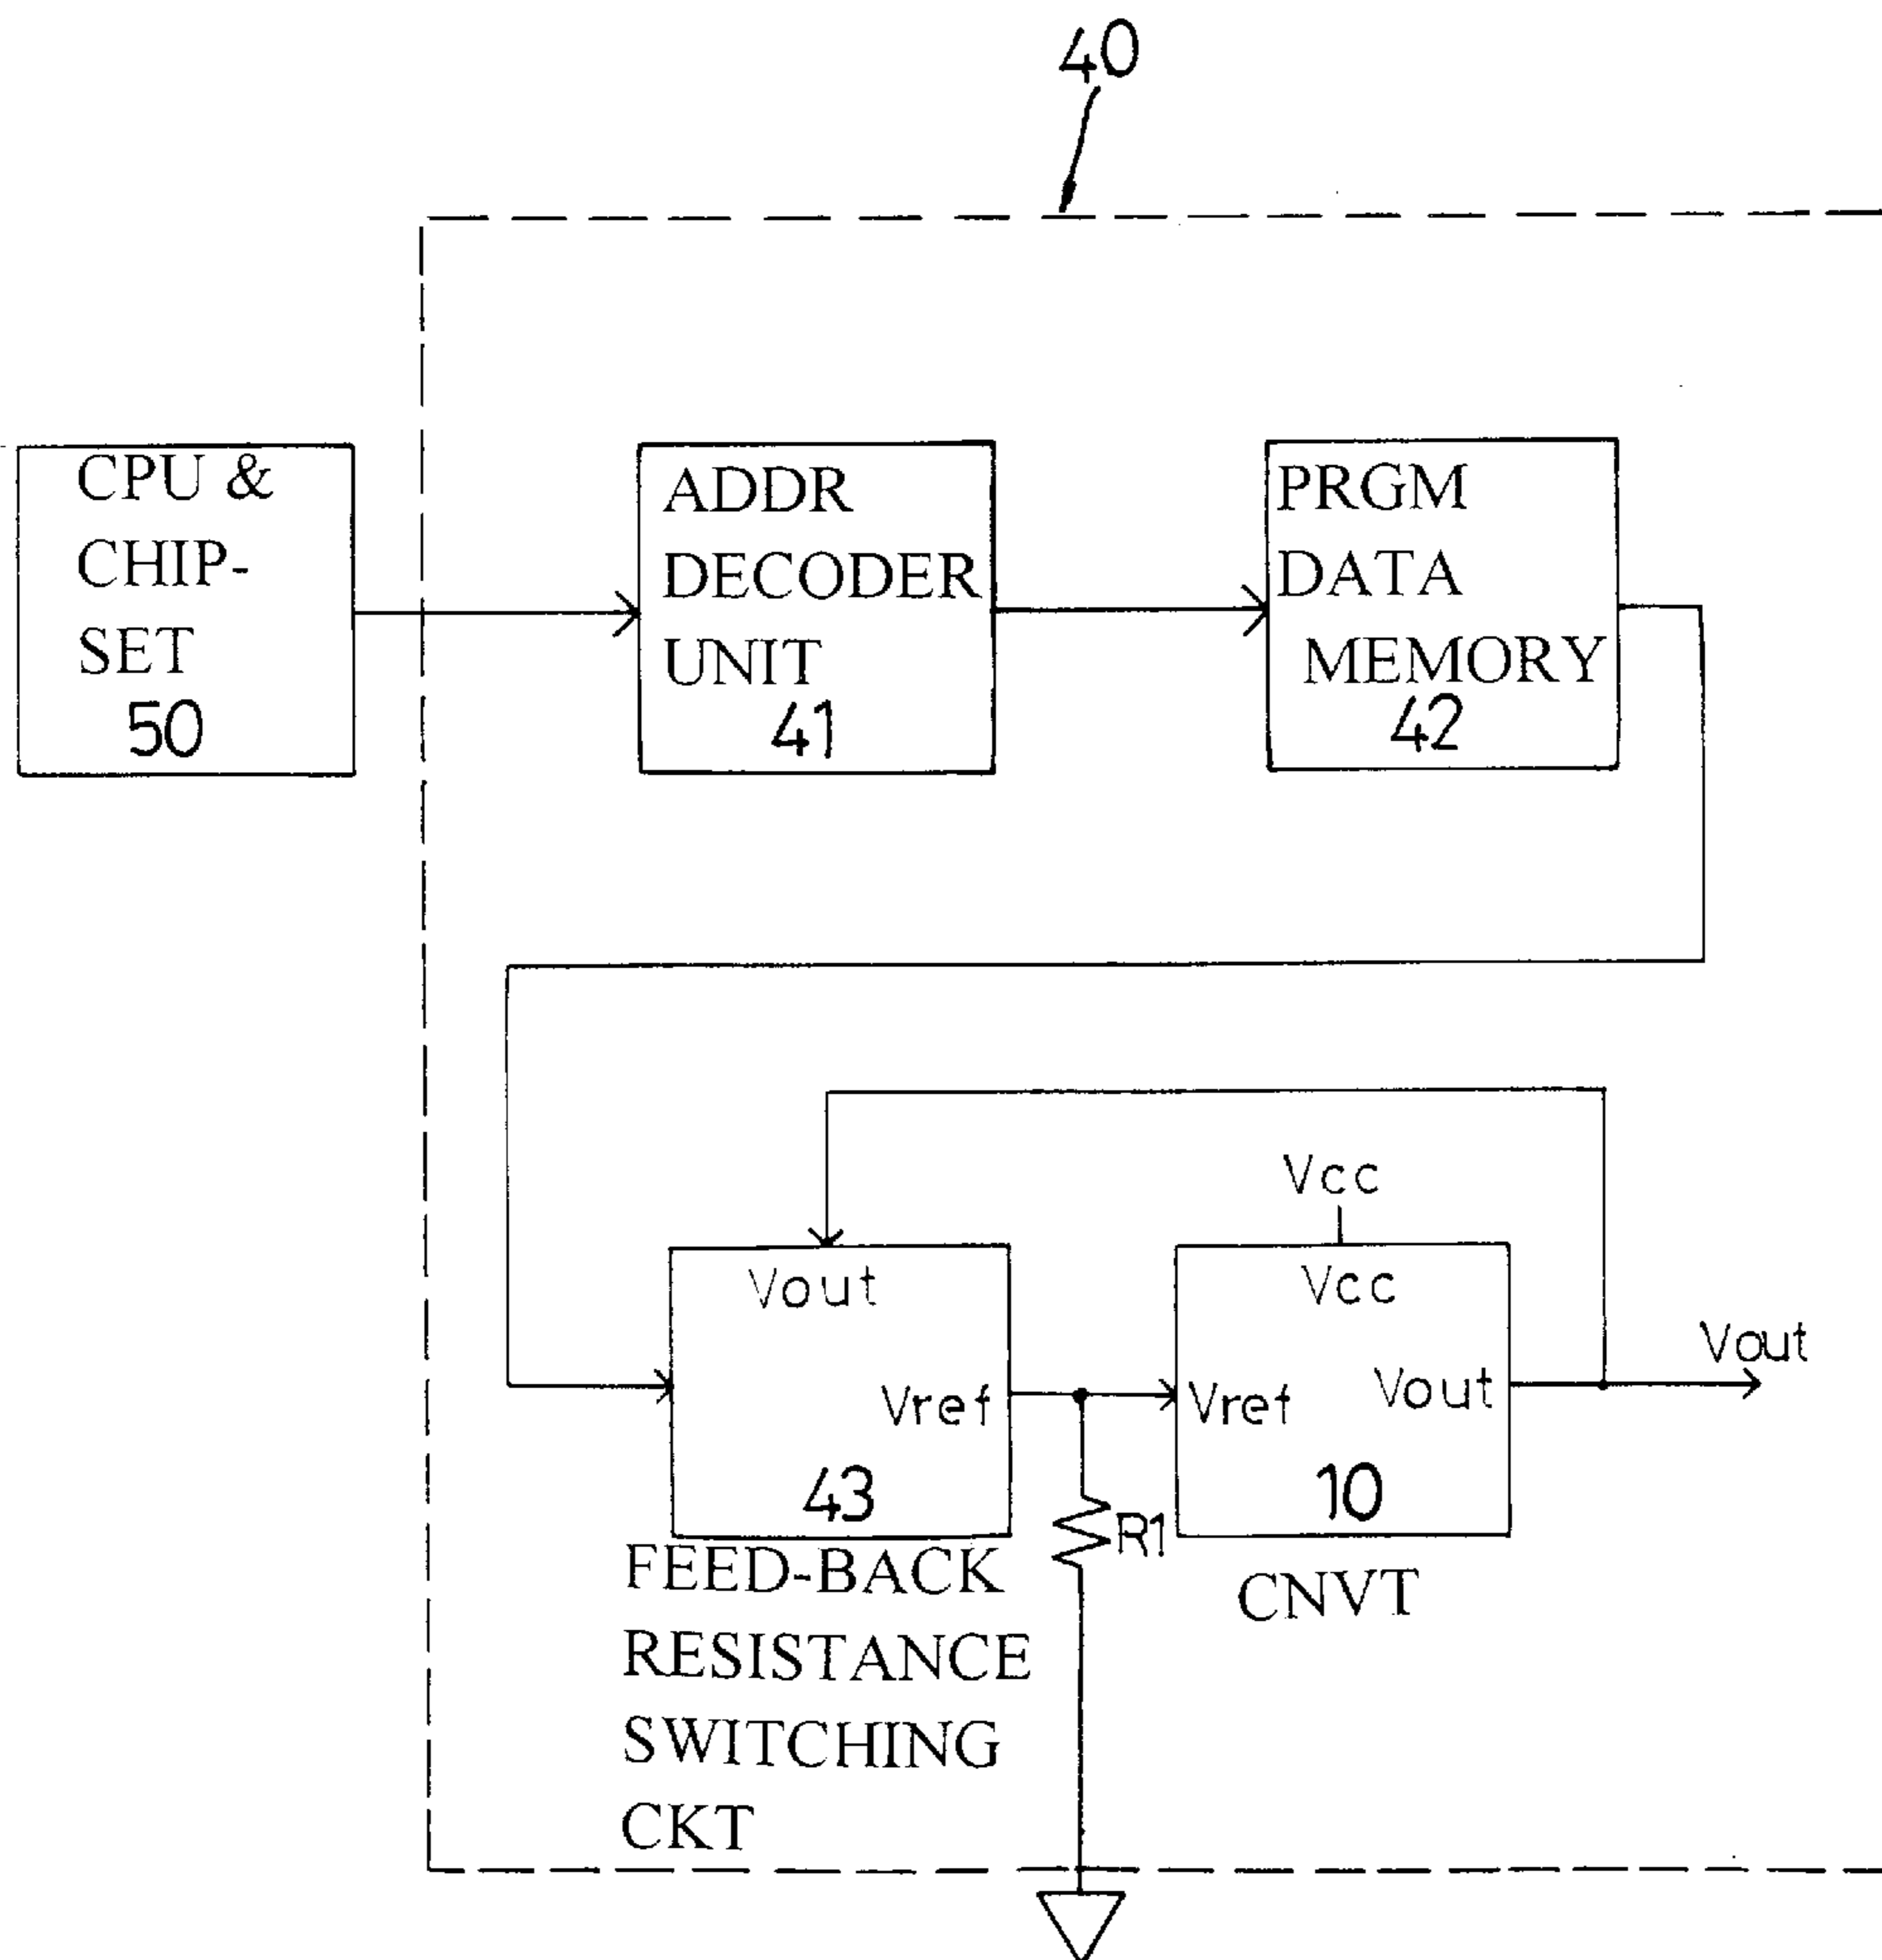 40
CPU &
CHIP-
SET
50
ADDR
DECODER
UNIT
41
PRGM
DATA
MEMORY
42
Vcc
Vout
Vref
43
Vcc
Vref
Vout
10
Vout
R1
FEED-BACK
RESISTANCE
SWITCHING
CKT
CNVT